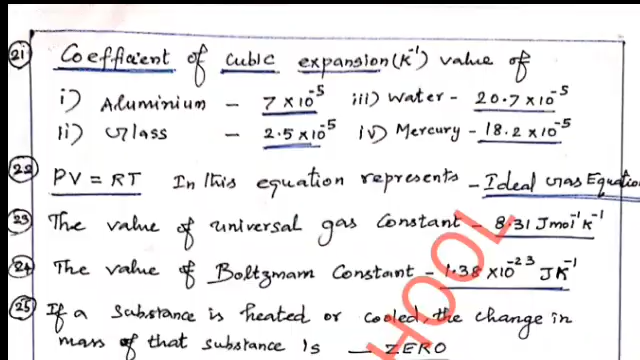 21 Coefficient of cubic expansion (K⁻¹) value of
i) Aluminium - 7 × 10⁻⁵ iii) Water - 20.7 × 10⁻⁵
ii) Glass - 2.5 × 10⁻⁵ iv) Mercury - 18.2 × 10⁻⁵
22 PV = RT In this equation represents - Ideal Gas Equation
23 The value of universal gas Constant - 8.31 Jmol⁻¹ K⁻¹
24 The value of Boltzmam Constant - 1.38 × 10⁻²³ JK⁻¹
25 If a substance is heated or cooled, the change in
mass of that substance is - ZERO
HOOL